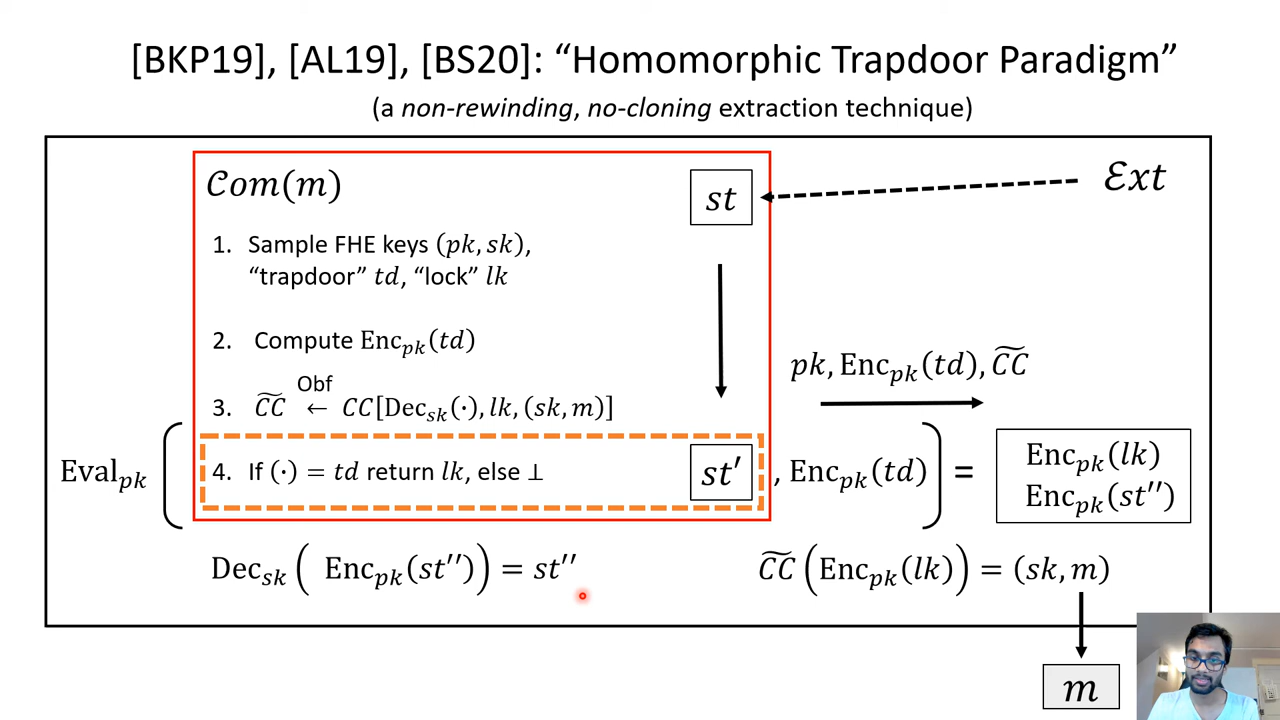 [BKP19], [AL19], [BS20]: “Homomorphic Trapdoor Paradigm”
(a non-rewinding, no-cloning extraction technique)
𝒞om(m)
st
ℰxt
1. Sample FHE keys (pk, sk),
“trapdoor” td, “lock” lk
2. Compute Enc_pk(td)
pk, Enc_pk(td), C͠C
Obf
3. C͠C ← CC[Dec_sk(·), lk, (sk, m)]
Eval_pk ( 4. If (·) = td return lk, else ⊥ st′ , Enc_pk(td) ) =
Enc_pk(lk)
Enc_pk(st′′)
Dec_sk( Enc_pk(st′′)) = st′′
C͠C(Enc_pk(lk)) = (sk, m)
m